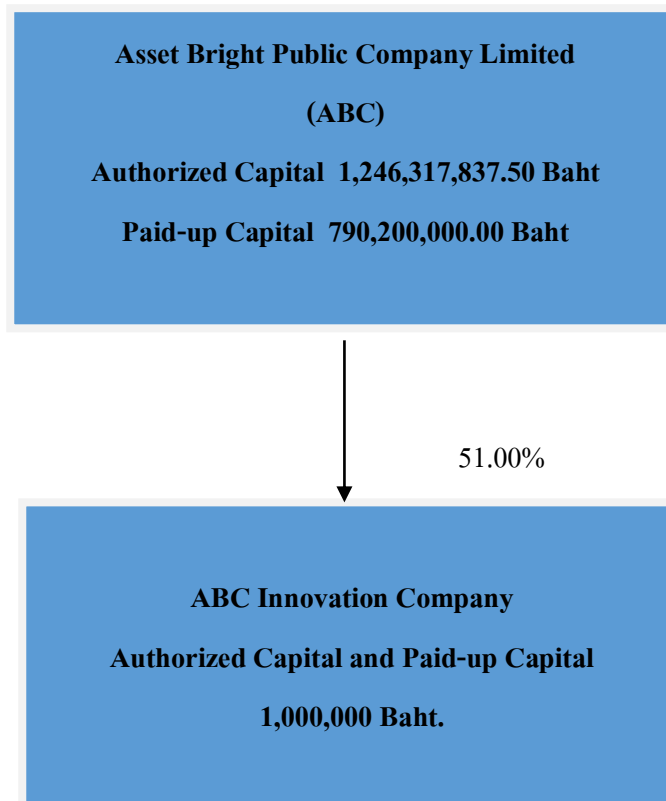 Asset Bright Public Company Limited
(ABC)
Authorized Capital 1,246,317,837.50 Baht
Paid-up Capital 790,200,000.00 Baht
51.00%
ABC Innovation Company
Authorized Capital and Paid-up Capital
1,000,000 Baht.